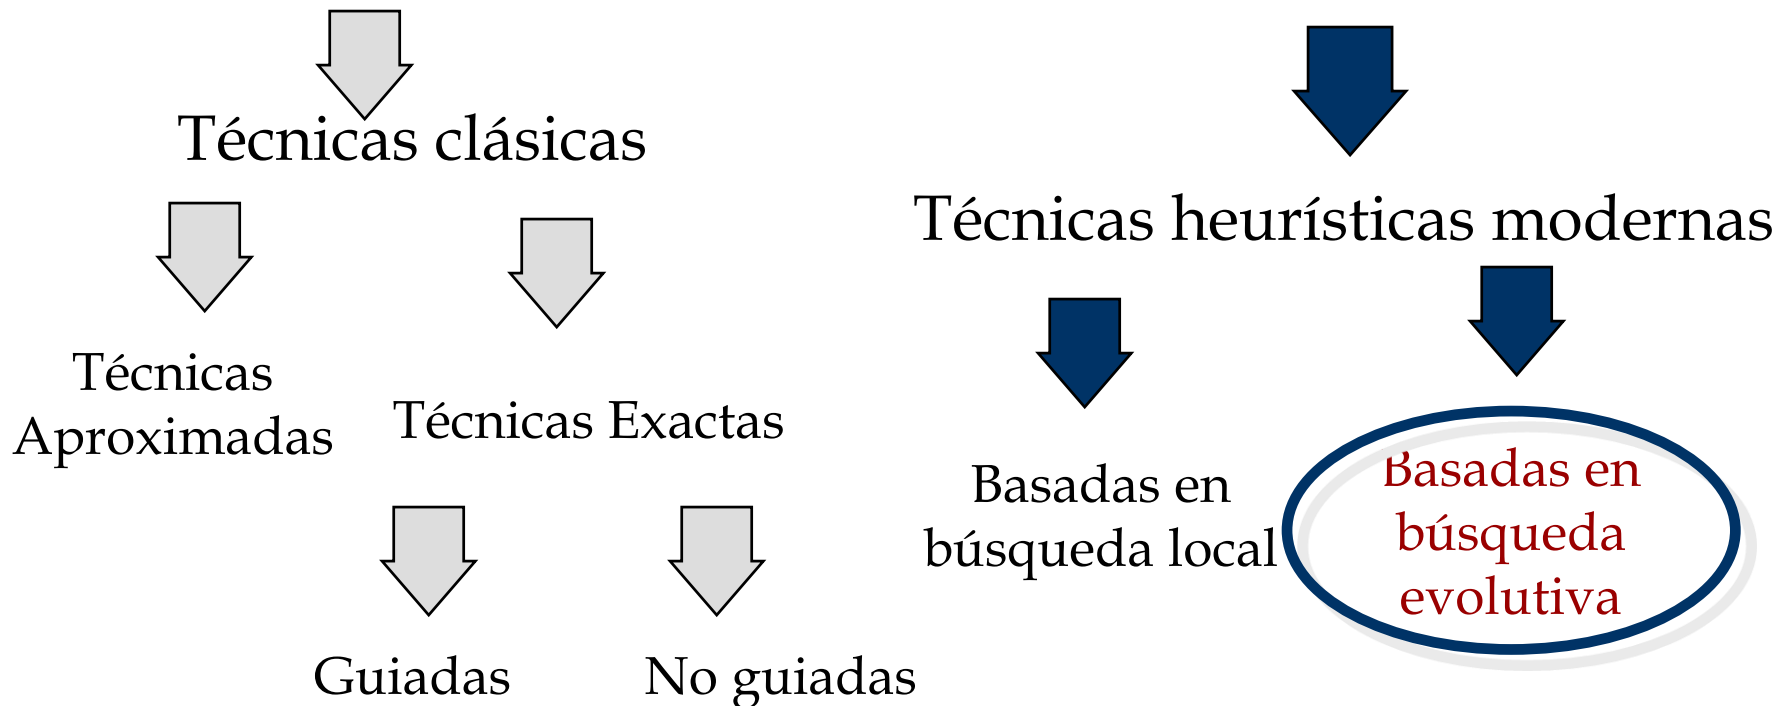 Técnicas clásicas
Técnicas
Aproximadas
Técnicas Exactas
Guiadas
No guiadas
Técnicas heurísticas modernas
Basadas en
búsqueda local
Basadas en
búsqueda
evolutiva